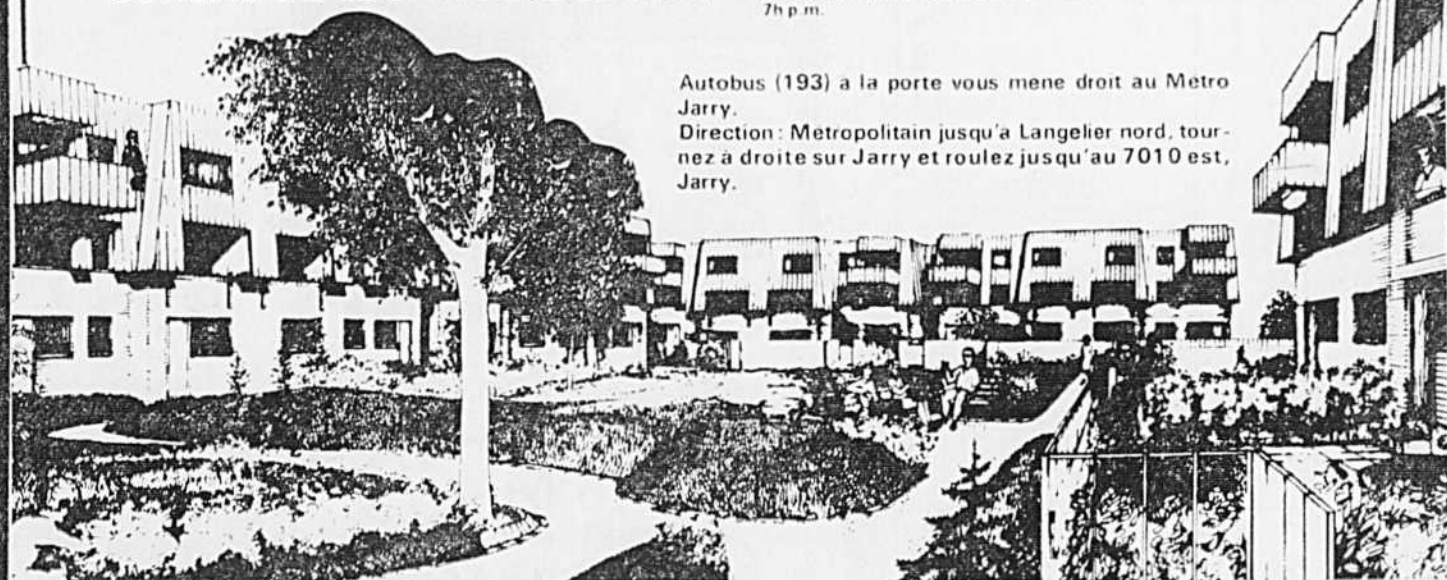 7h p.m.
Autobus (193) a la porte vous mene droit au Metro
Jarry.
Direction: Metropolitain jusqu'a Langelier nord, tour-
nez à droite sur Jarry et roulez jusqu'au 7010 est,
Jarry.